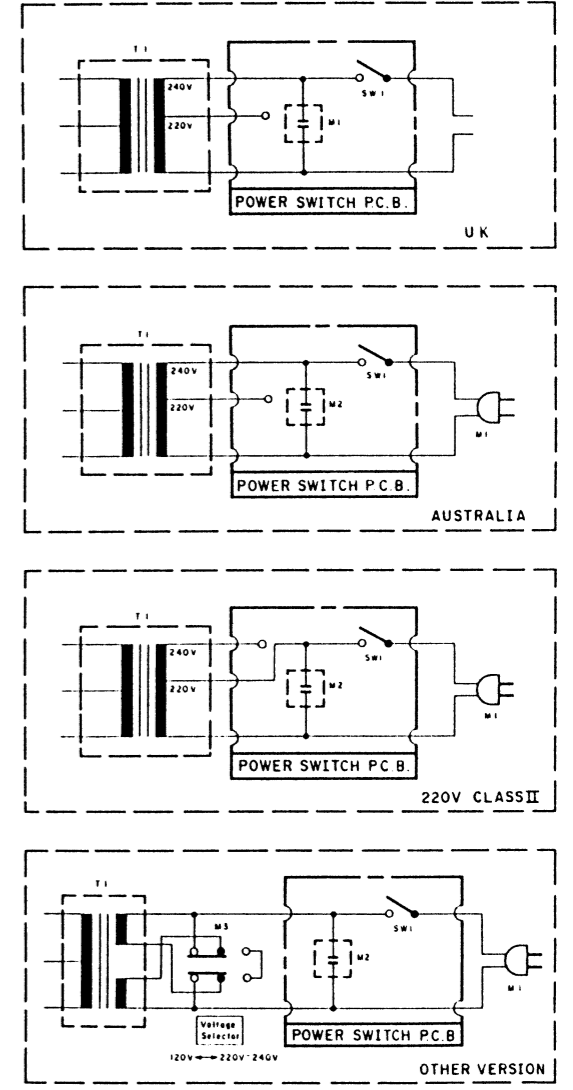 T1
240V
220V
SW1
M1
POWER SWITCH P.C.B.
UK
T1
240V
220V
SW1
M2
M1
POWER SWITCH P.C.B.
AUSTRALIA
T1
240V
220V
SW1
M2
M1
POWER SWITCH P.C.B.
220V CLASS II
T1
M3
SW1
M2
M1
Voltage
Selector
POWER SWITCH P.C.B
120V ↔ 220V~240V
OTHER VERSION